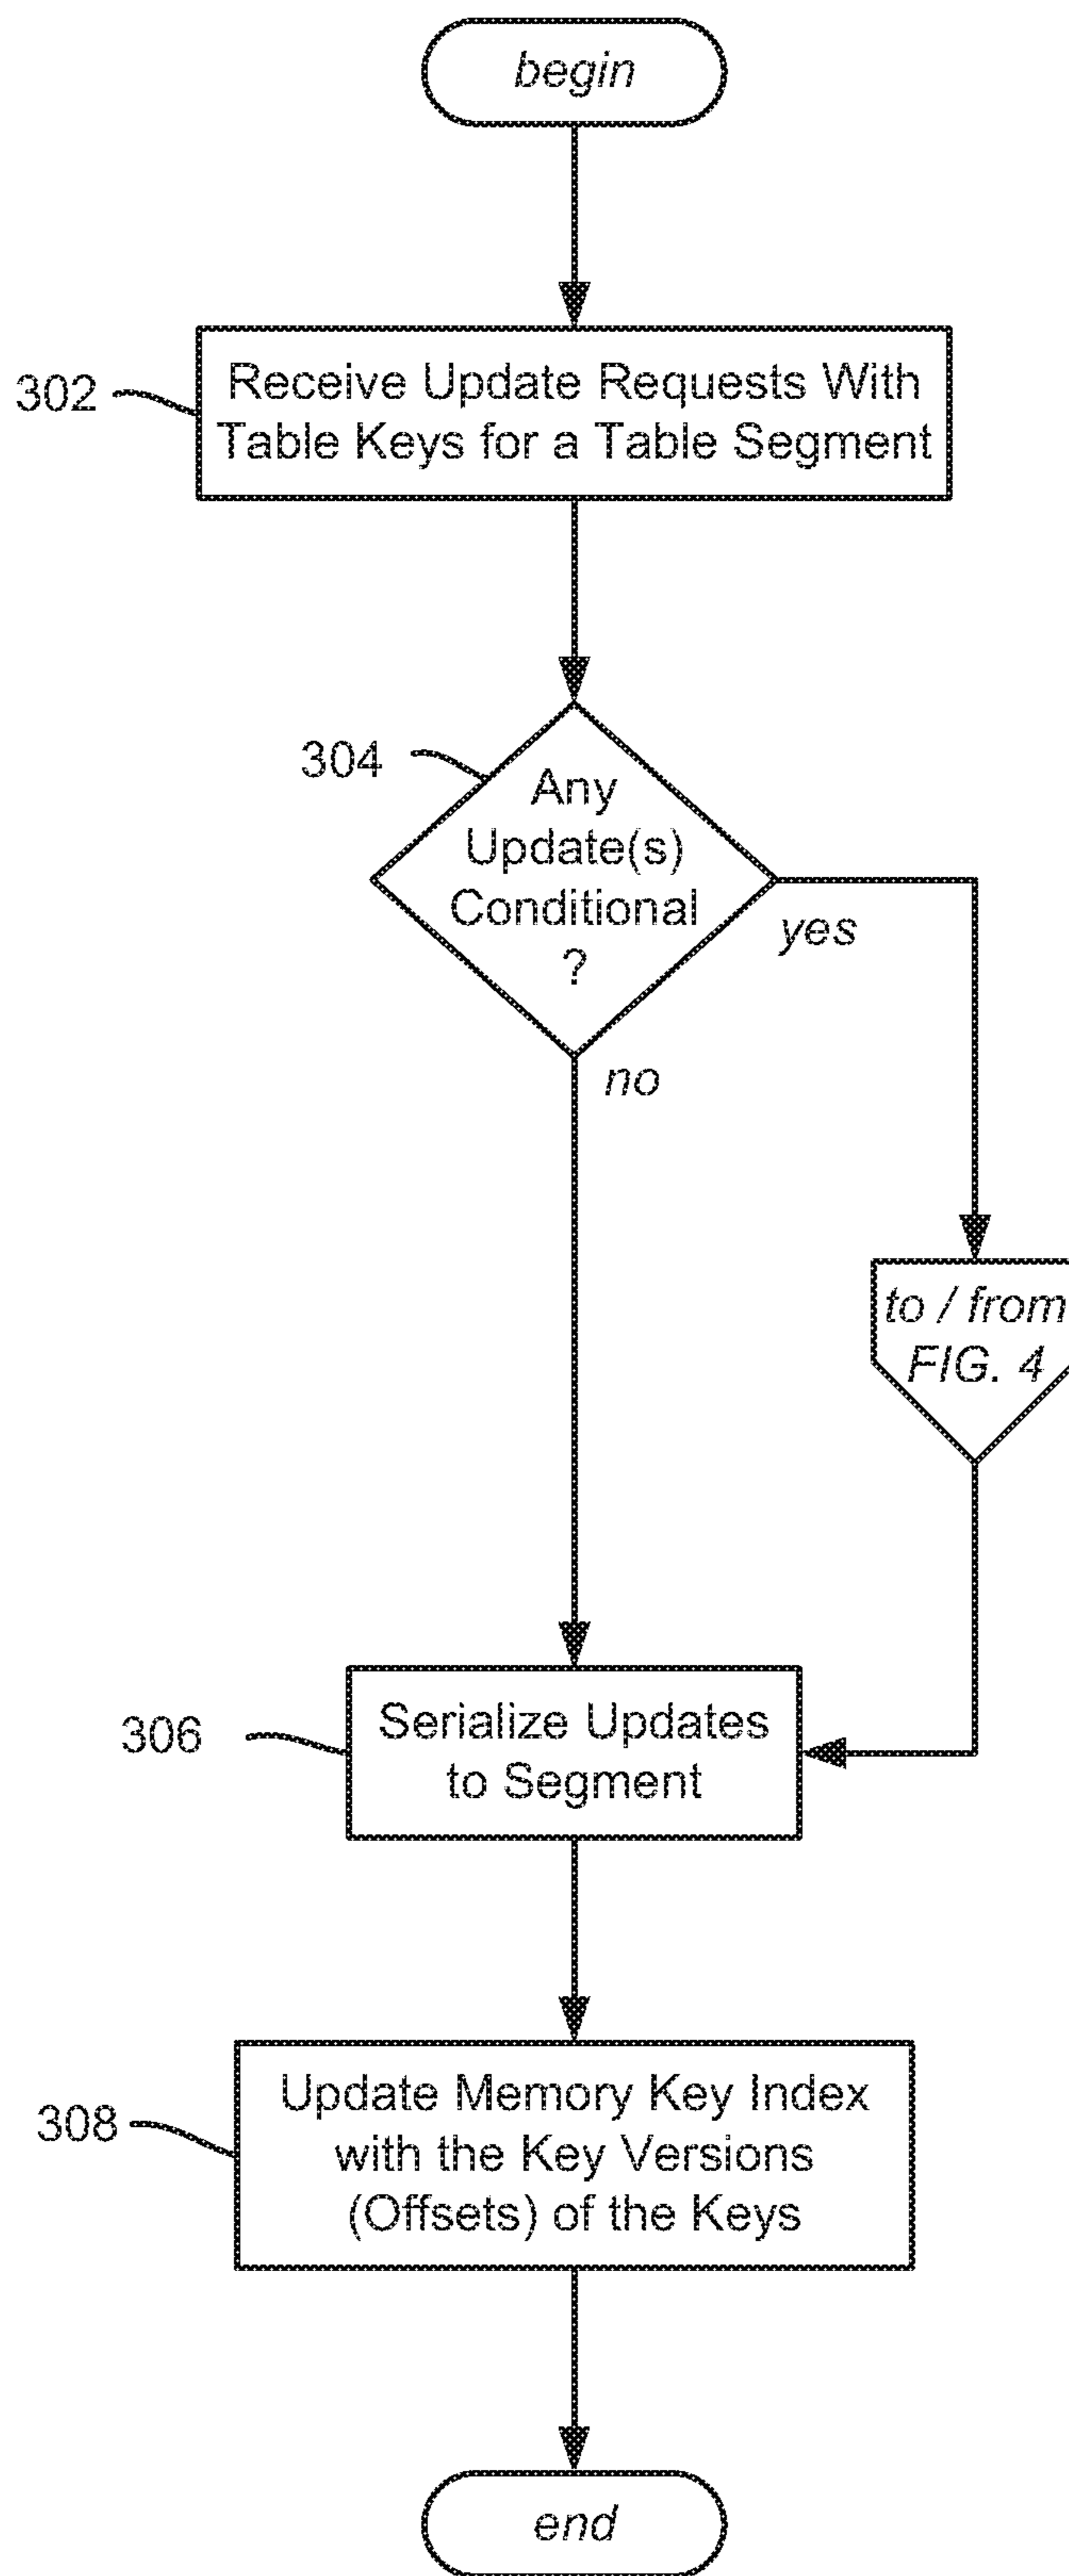 begin
302
Receive Update Requests With
Table Keys for a Table Segment
304
Any
Update(s)
Conditional
?
yes
no
to / from
FIG. 4
306
Serialize Updates
to Segment
308
Update Memory Key Index
with the Key Versions
(Offsets) of the Keys
end